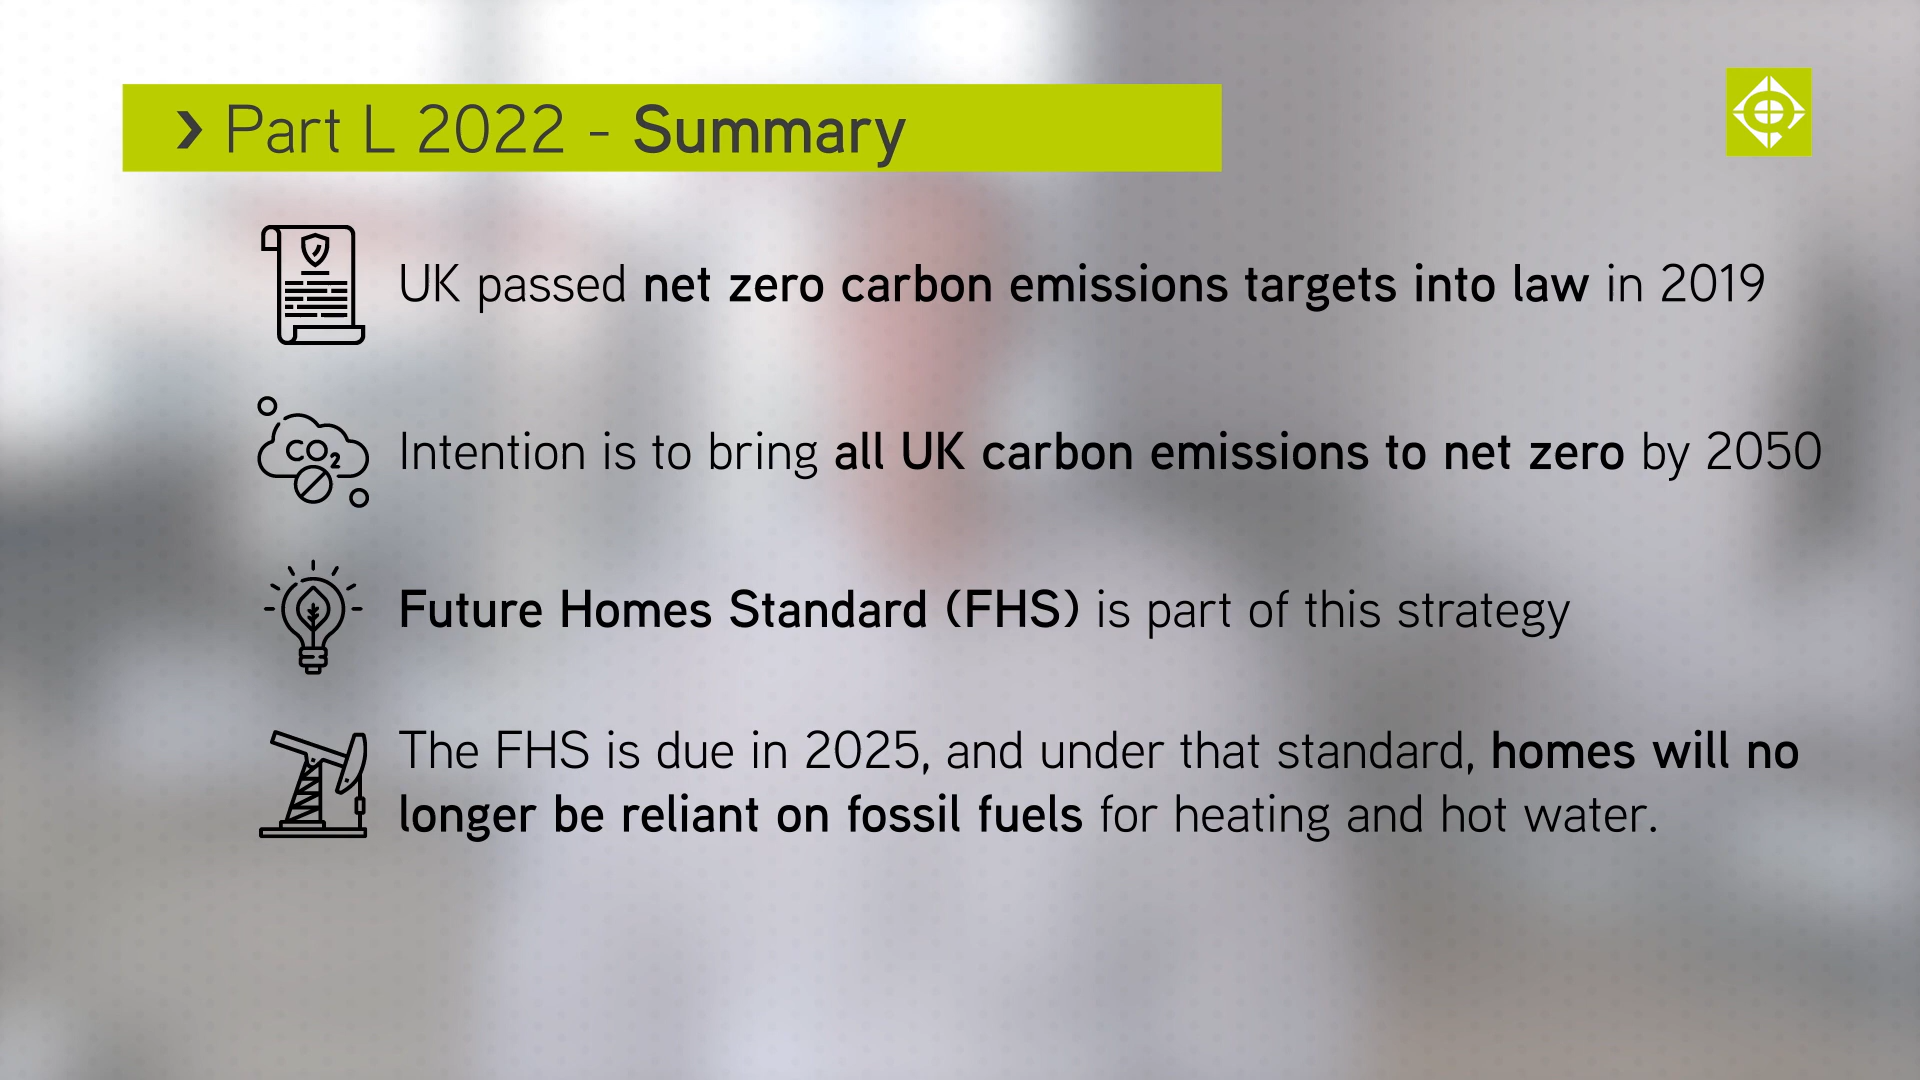 Part L 2022 - Summary
UK passed net zero carbon emissions targets into law in 2019
CO2
Intention is to bring all UK carbon emissions to net zero by 2050
Future Homes Standard (FHS) is part of this strategy
The FHS is due in 2025, and under that standard, homes will no
longer be reliant on fossil fuels for heating and hot water.